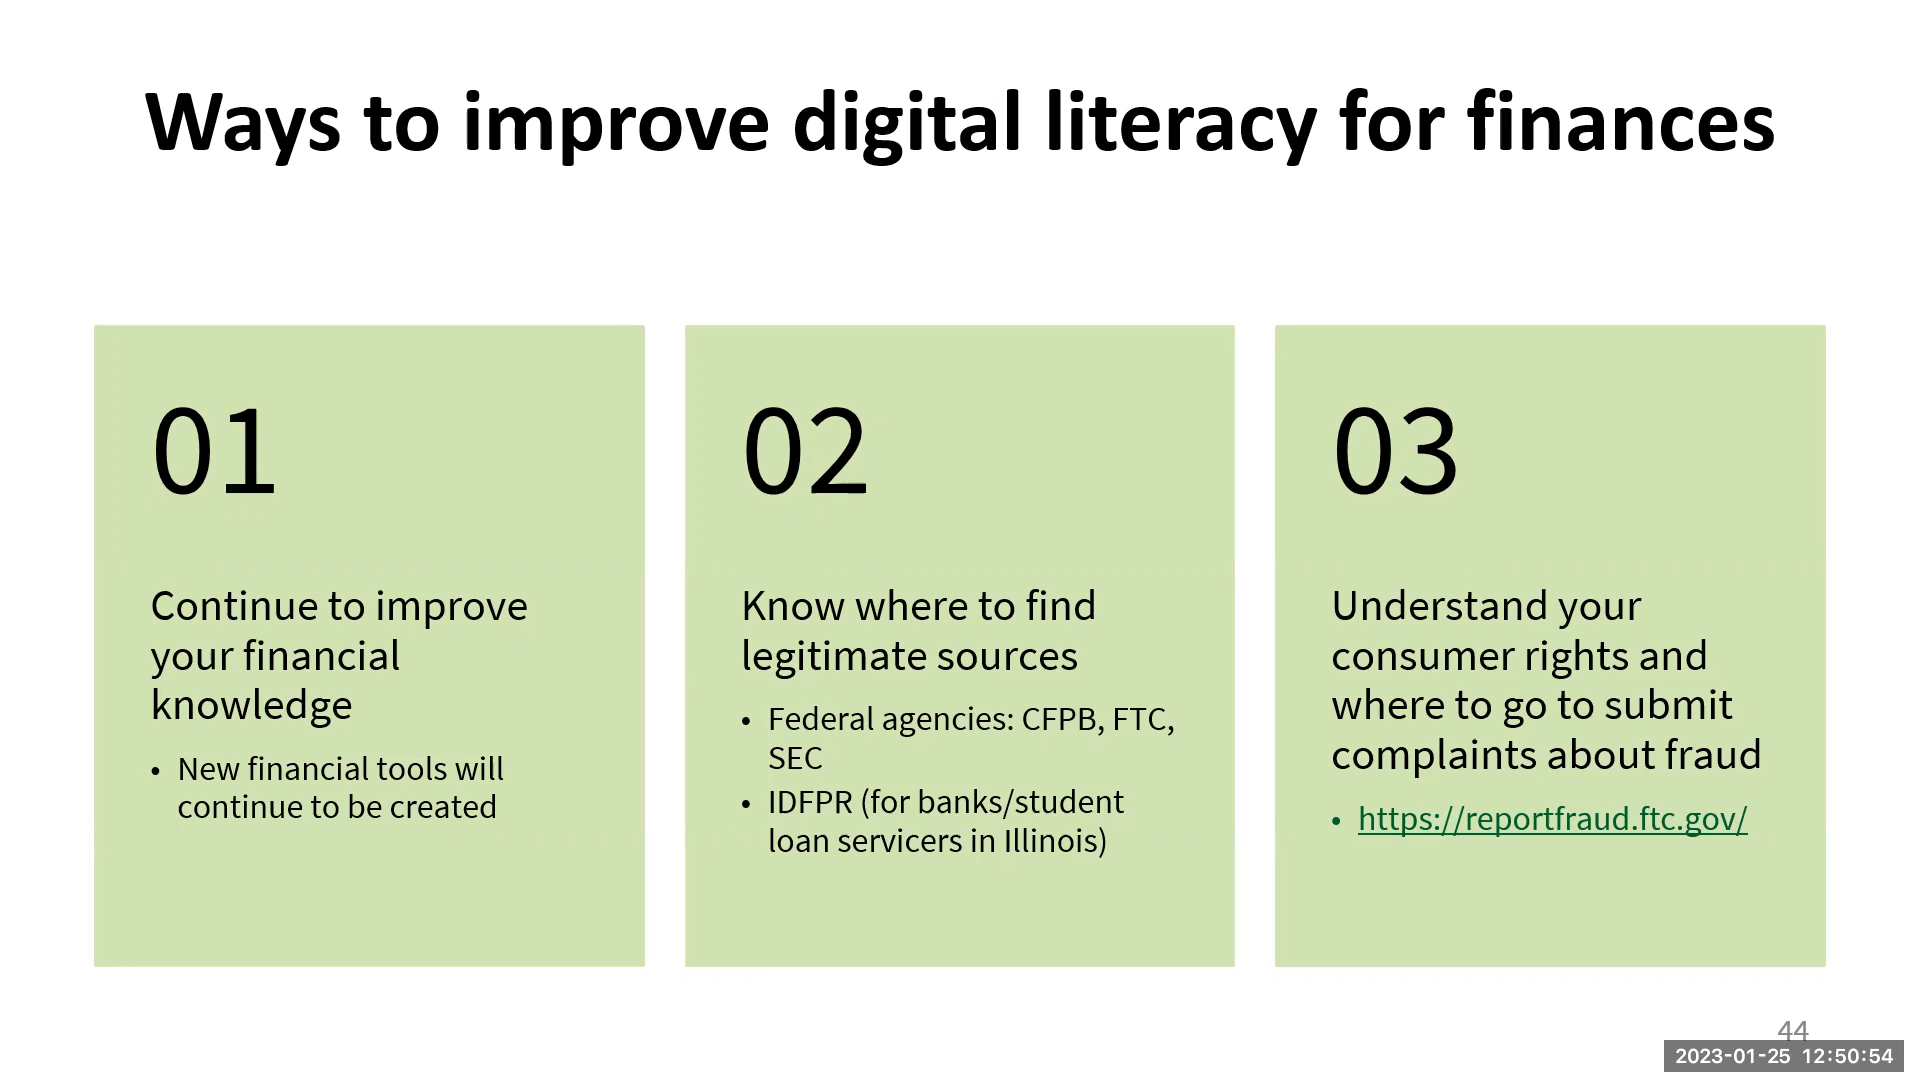 Ways to improve digital literacy for finances
01
Continue to improve
your financial
knowledge
• New financial tools will
continue to be created
02
Know where to find
legitimate sources
• Federal agencies: CFPB, FTC,
SEC
• IDFPR (for banks/student
loan servicers in Illinois)
03
Understand your
consumer rights and
where to go to submit
complaints about fraud
• https://reportfraud.ftc.gov/
44
2023-01-25 12:50:54